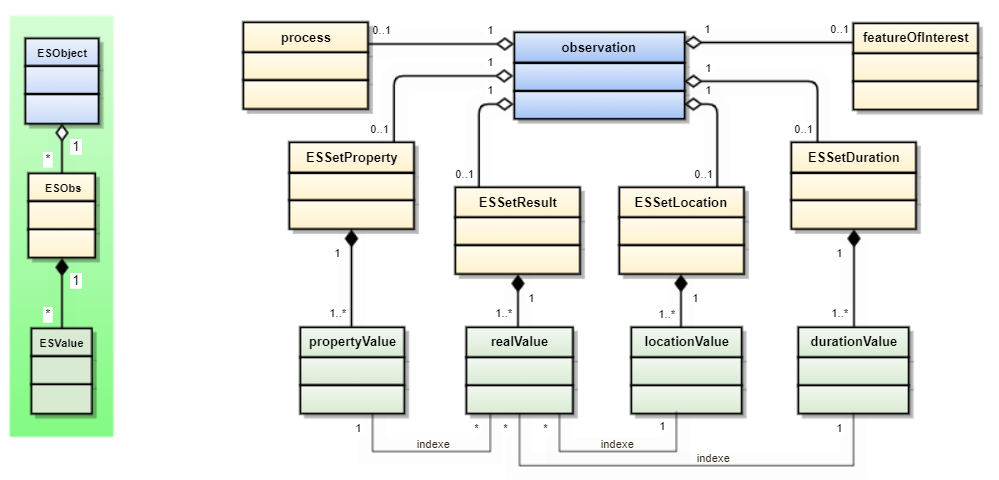 ESObject
1
*
ESObs
1
*
ESValue
process
0..1
1
observation
1
0..1
featureOfInterest
1
1
1
1
0..1
0..1
ESSetProperty
ESSetDuration
0..1
0..1
ESSetResult
ESSetLocation
1
1
1
1
1..*
1..*
1..*
1..*
propertyValue
realValue
locationValue
durationValue
1
*
*
*
1
1
indexe
indexe
indexe